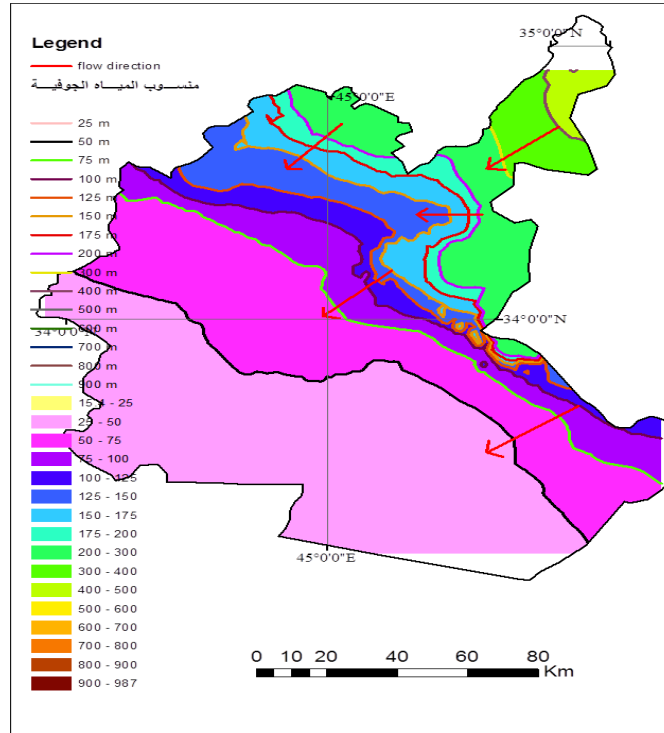 Legend
flow direction
منسوب المياه الجوفية
25 m
50 m
75 m
100 m
125 m
150 m
175 m
200 m
300 m
400 m
500 m
600 m
700 m
800 m
900 m
15.4 - 25
25 - 50
50 - 75
75 - 100
100 - 125
125 - 150
150 - 175
175 - 200
200 - 300
300 - 400
400 - 500
500 - 600
600 - 700
700 - 800
800 - 900
900 - 987
35°0'0"N
45°0'0"E
34°0'0"N
34°0'0"N
45°0'0"E
0 5 10 20 40 60 80
Km